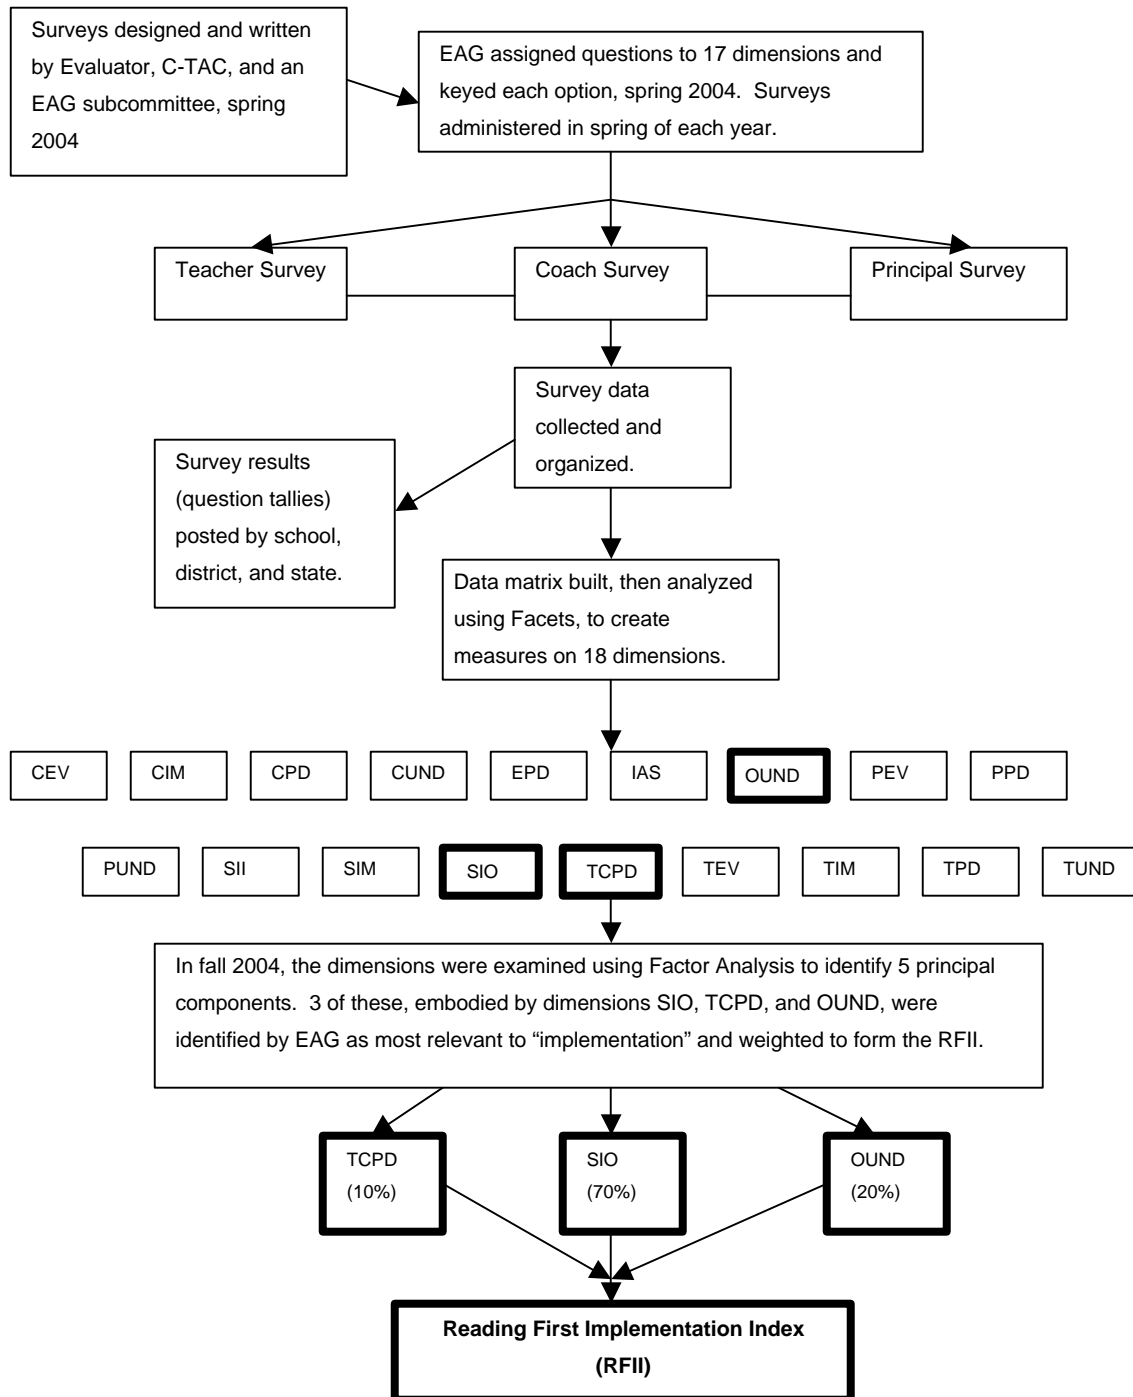 Surveys designed and written
by Evaluator, C-TAC, and an
EAG subcommittee, spring
2004
EAG assigned questions to 17 dimensions and
keyed each option, spring 2004.  Surveys
administered in spring of each year.
Teacher Survey
Coach Survey
Principal Survey
Survey data
collected and
organized.
Survey results
(question tallies)
posted by school,
district, and state.
Data matrix built, then analyzed
using Facets, to create
measures on 18 dimensions.
CEV
CIM
CPD
CUND
EPD
IAS
OUND
PEV
PPD
PUND
SII
SIM
SIO
TCPD
TEV
TIM
TPD
TUND
In fall 2004, the dimensions were examined using Factor Analysis to identify 5 principal
components.  3 of these, embodied by dimensions SIO, TCPD, and OUND, were
identified by EAG as most relevant to “implementation” and weighted to form the RFII.
TCPD
(10%)
SIO
(70%)
OUND
(20%)
Reading First Implementation Index
(RFII)